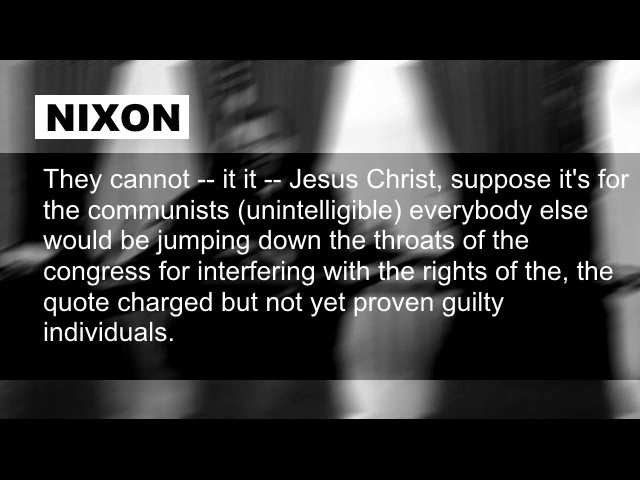 NIXON
They cannot -- it it -- Jesus Christ, suppose it's for
the communists (unintelligible) everybody else
would be jumping down the throats of the
congress for interfering with the rights of the, the
quote charged but not yet proven guilty
individuals.